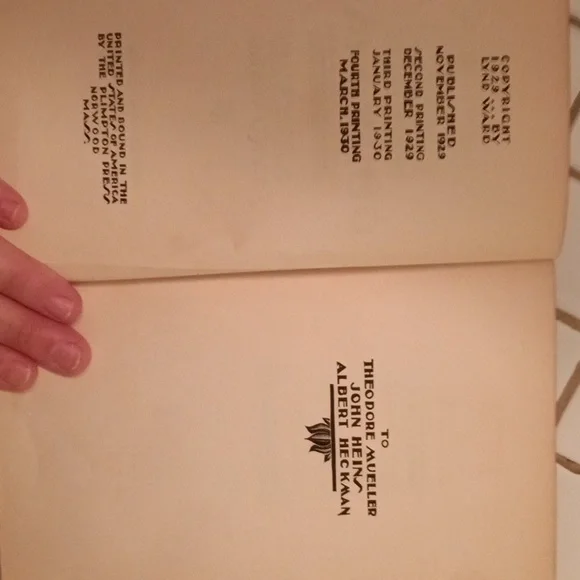 COPYRIGHT
1929 --- BY
LYND WARD
PUBLISHED
NOVEMBER 1929
SECOND PRINTING
DECEMBER 1929
THIRD PRINTING
JANUARY 1930
FOURTH PRINTING
MARCH, 1930
PRINTED AND BOUND IN THE
UNITED STATES OF AMERICA
BY THE PLIMPTON PRESS
NORWOOD
MASS.
TO
THEODORE MUELLER
JOHN HEINS
ALBERT HECKMAN